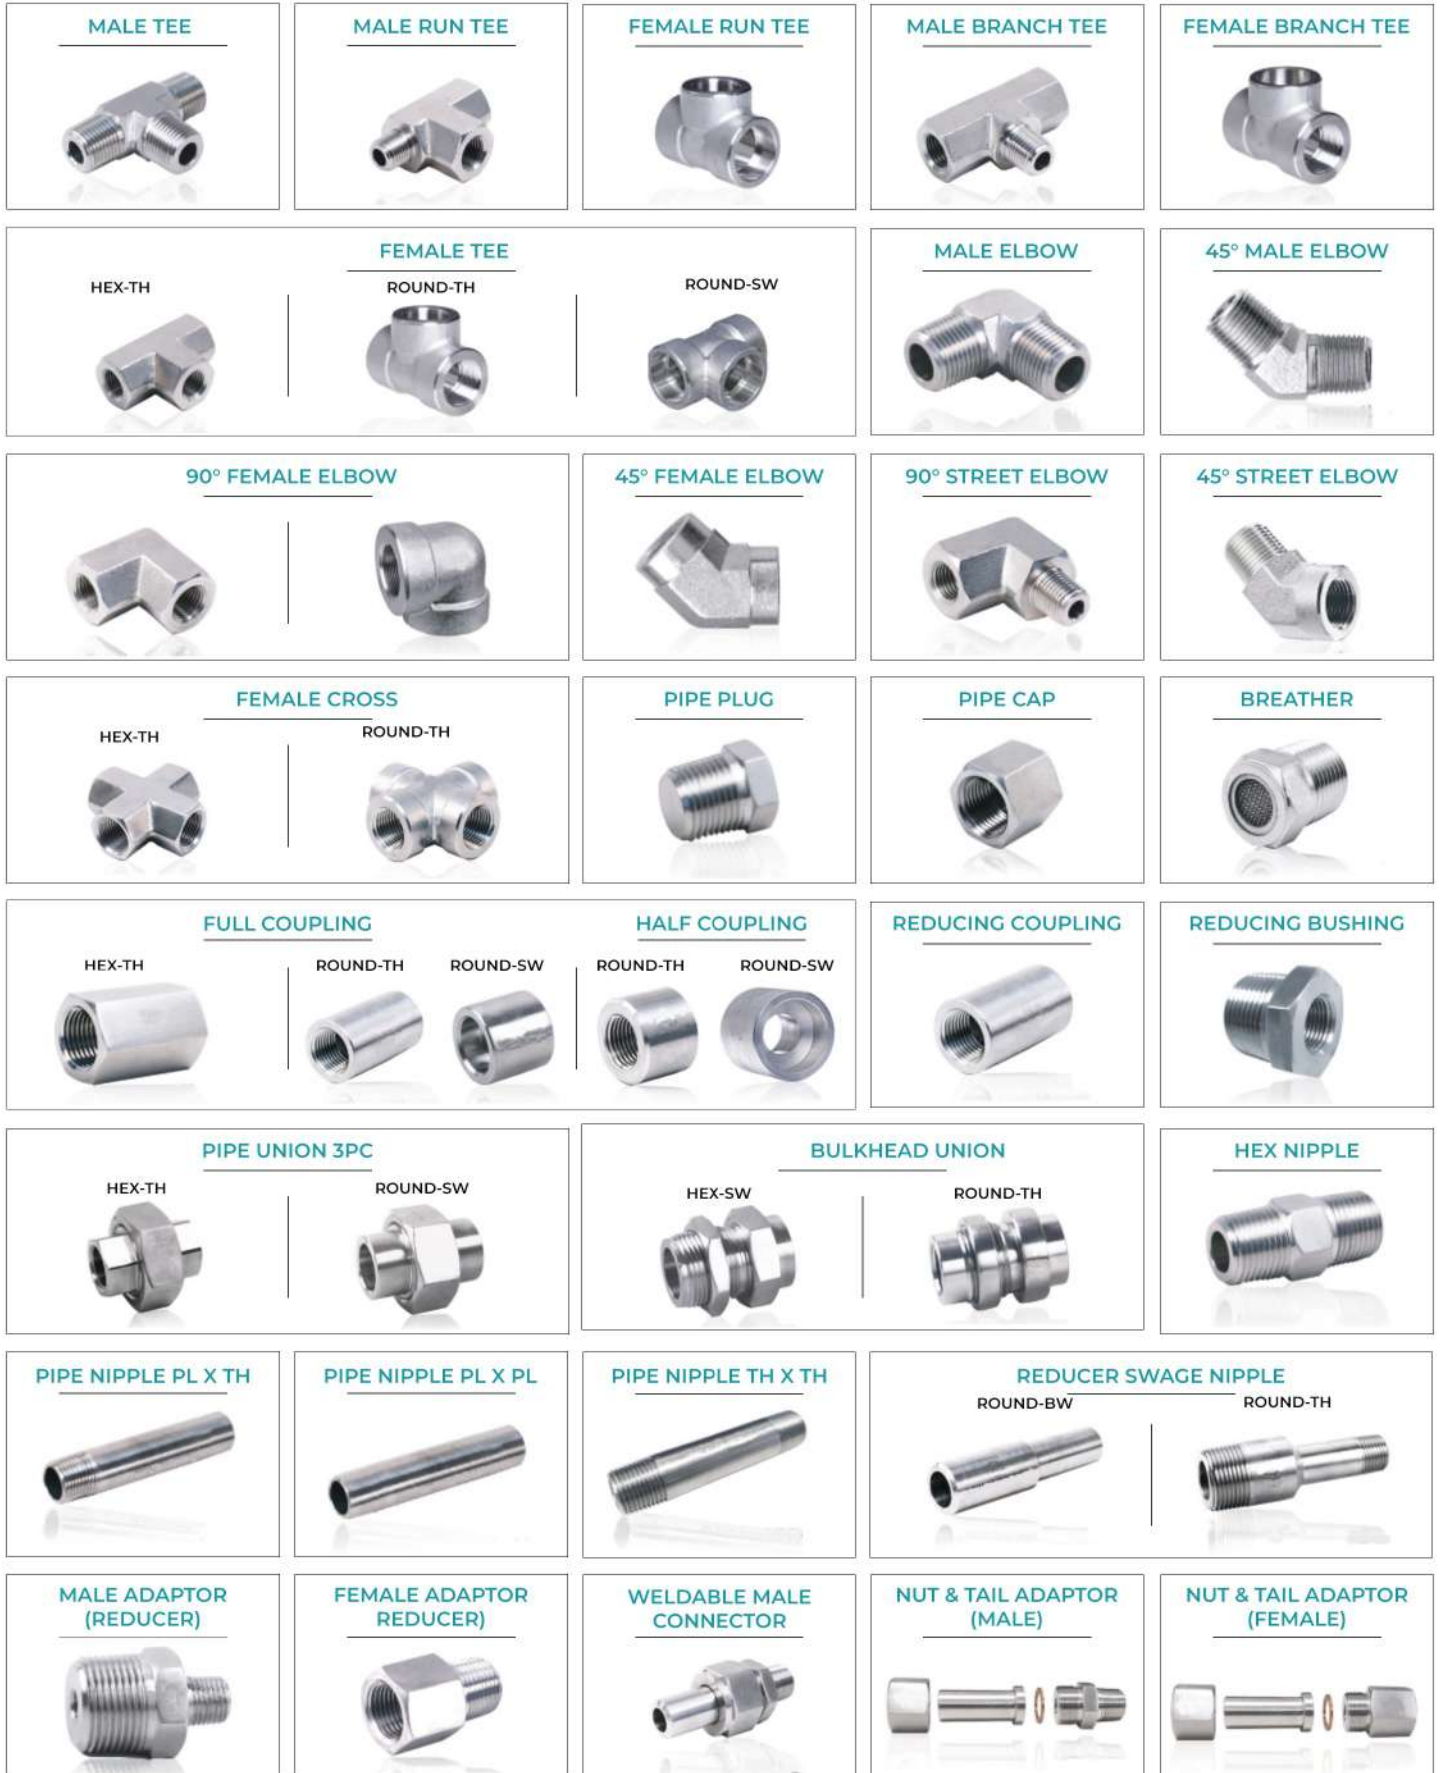 MALE TEE
MALE RUN TEE
FEMALE RUN TEE
MALE BRANCH TEE
FEMALE BRANCH TEE
FEMALE TEE
HEX-TH
ROUND-TH
ROUND-SW
MALE ELBOW
45° MALE ELBOW
90° FEMALE ELBOW
45° FEMALE ELBOW
90° STREET ELBOW
45° STREET ELBOW
FEMALE CROSS
HEX-TH
ROUND-TH
PIPE PLUG
PIPE CAP
BREATHER
FULL COUPLING
HEX-TH
ROUND-TH
ROUND-SW
HALF COUPLING
ROUND-TH
ROUND-SW
REDUCING COUPLING
REDUCING BUSHING
PIPE UNION 3PC
HEX-TH
ROUND-SW
BULKHEAD UNION
HEX-SW
ROUND-TH
HEX NIPPLE
PIPE NIPPLE PL X TH
PIPE NIPPLE PL X PL
PIPE NIPPLE TH X TH
REDUCER SWAGE NIPPLE
ROUND-BW
ROUND-TH
MALE ADAPTOR
(REDUCER)
FEMALE ADAPTOR
REDUCER)
WELDABLE MALE
CONNECTOR
NUT & TAIL ADAPTOR
(MALE)
NUT & TAIL ADAPTOR
(FEMALE)